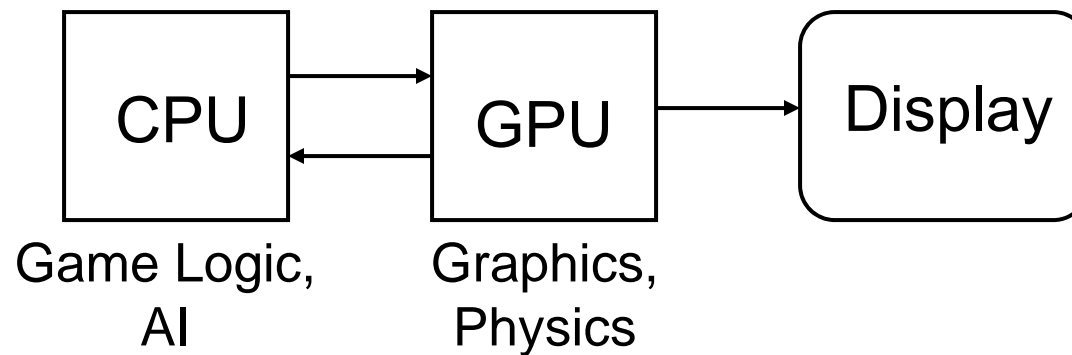 CPU
GPU
Display
Game Logic,
AI
Graphics,
Physics